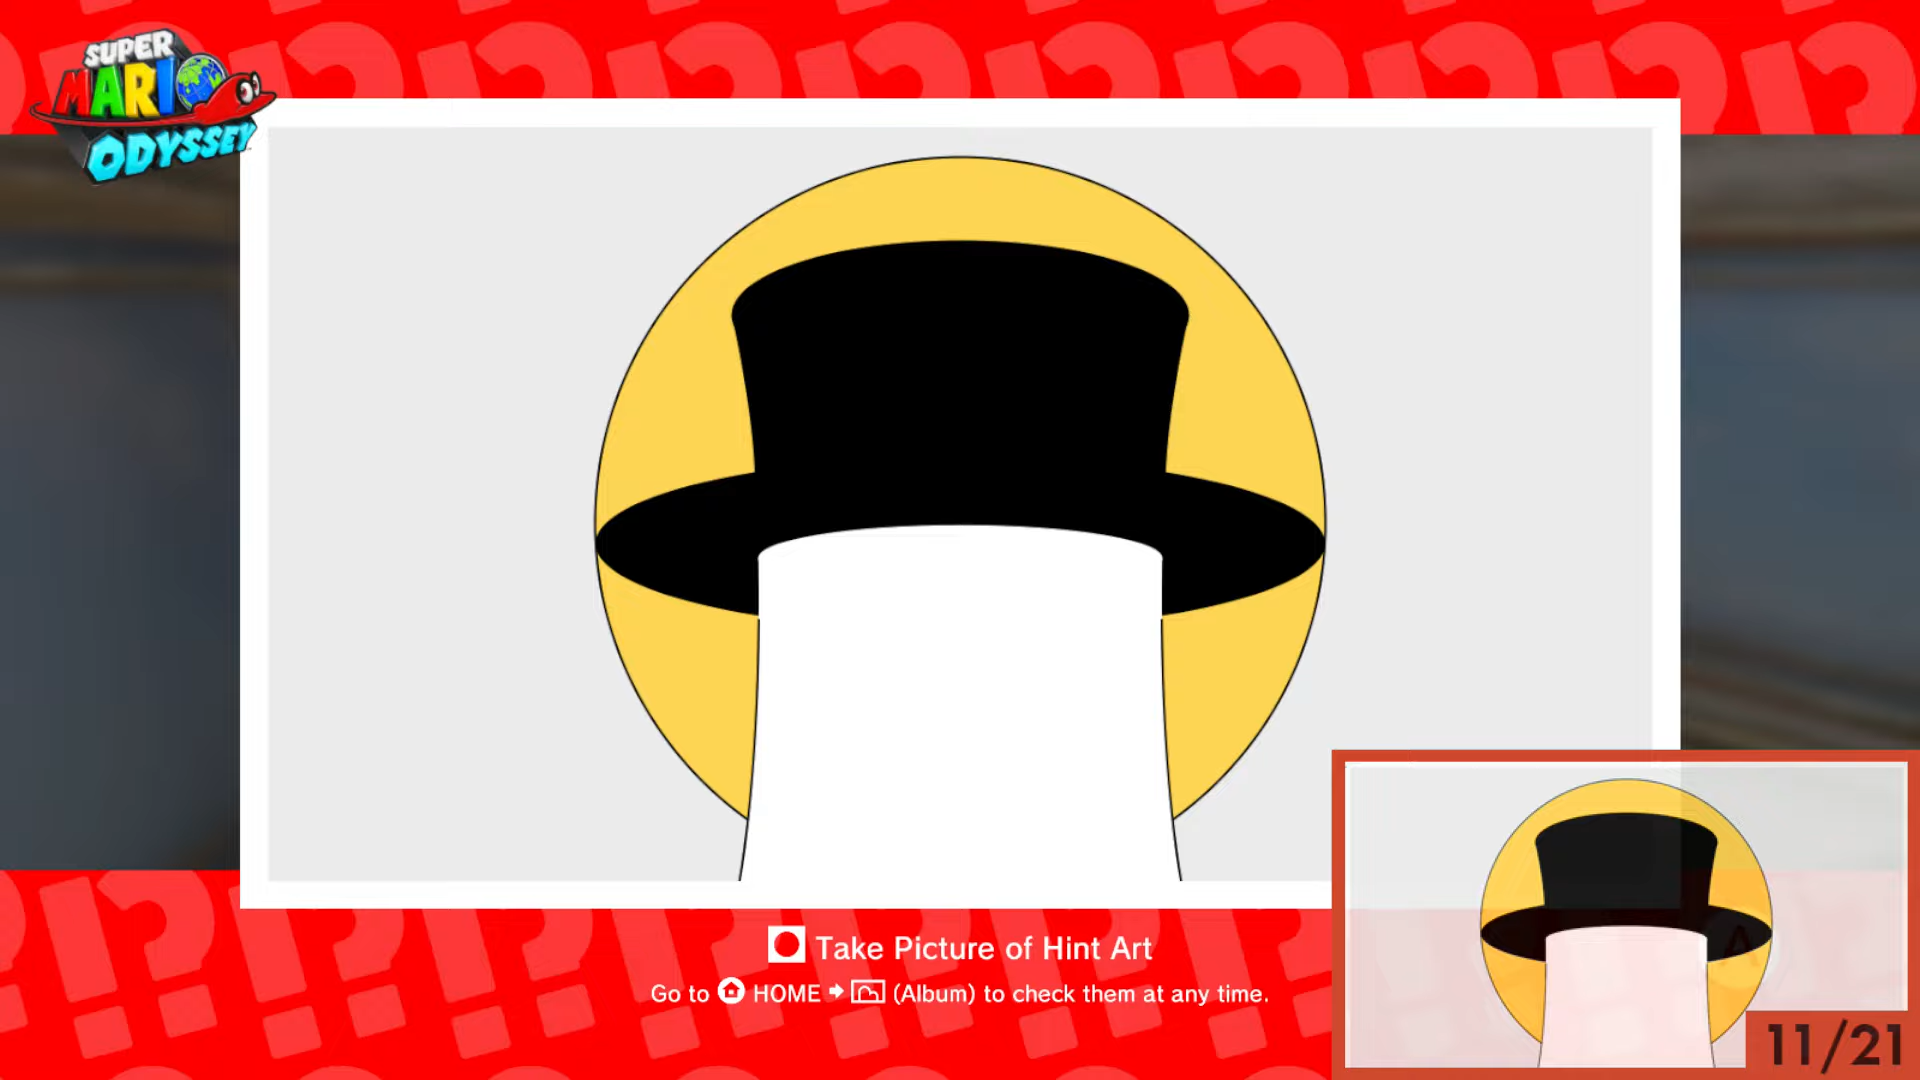 SUPER
MARIO
ODYSSEY
Take Picture of Hint Art
Go to HOME (Album) to check them at any time.
11/21